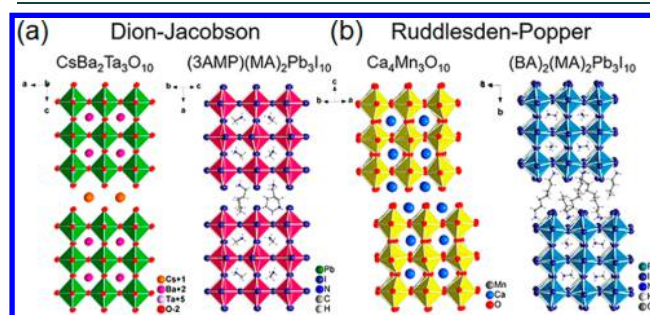 (a) Dion-Jacobson
CsBa2Ta3O10 (3AMP)(MA)2Pb3I10
a b c
b c a
Cs+1
Ba+2
Ta+5
O-2
Pb
I
N
C
H
(b) Ruddlesden-Popper
Ca4Mn3O10 (BA)2(MA)2Pb3I10
c b a
b
Mn
Ca
O
I
N
H